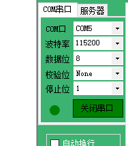 COM串口 服务器
COM口 COM5
波特率 115200
数据位 8
校验位 None
停止位 1
关闭串口
自动换行